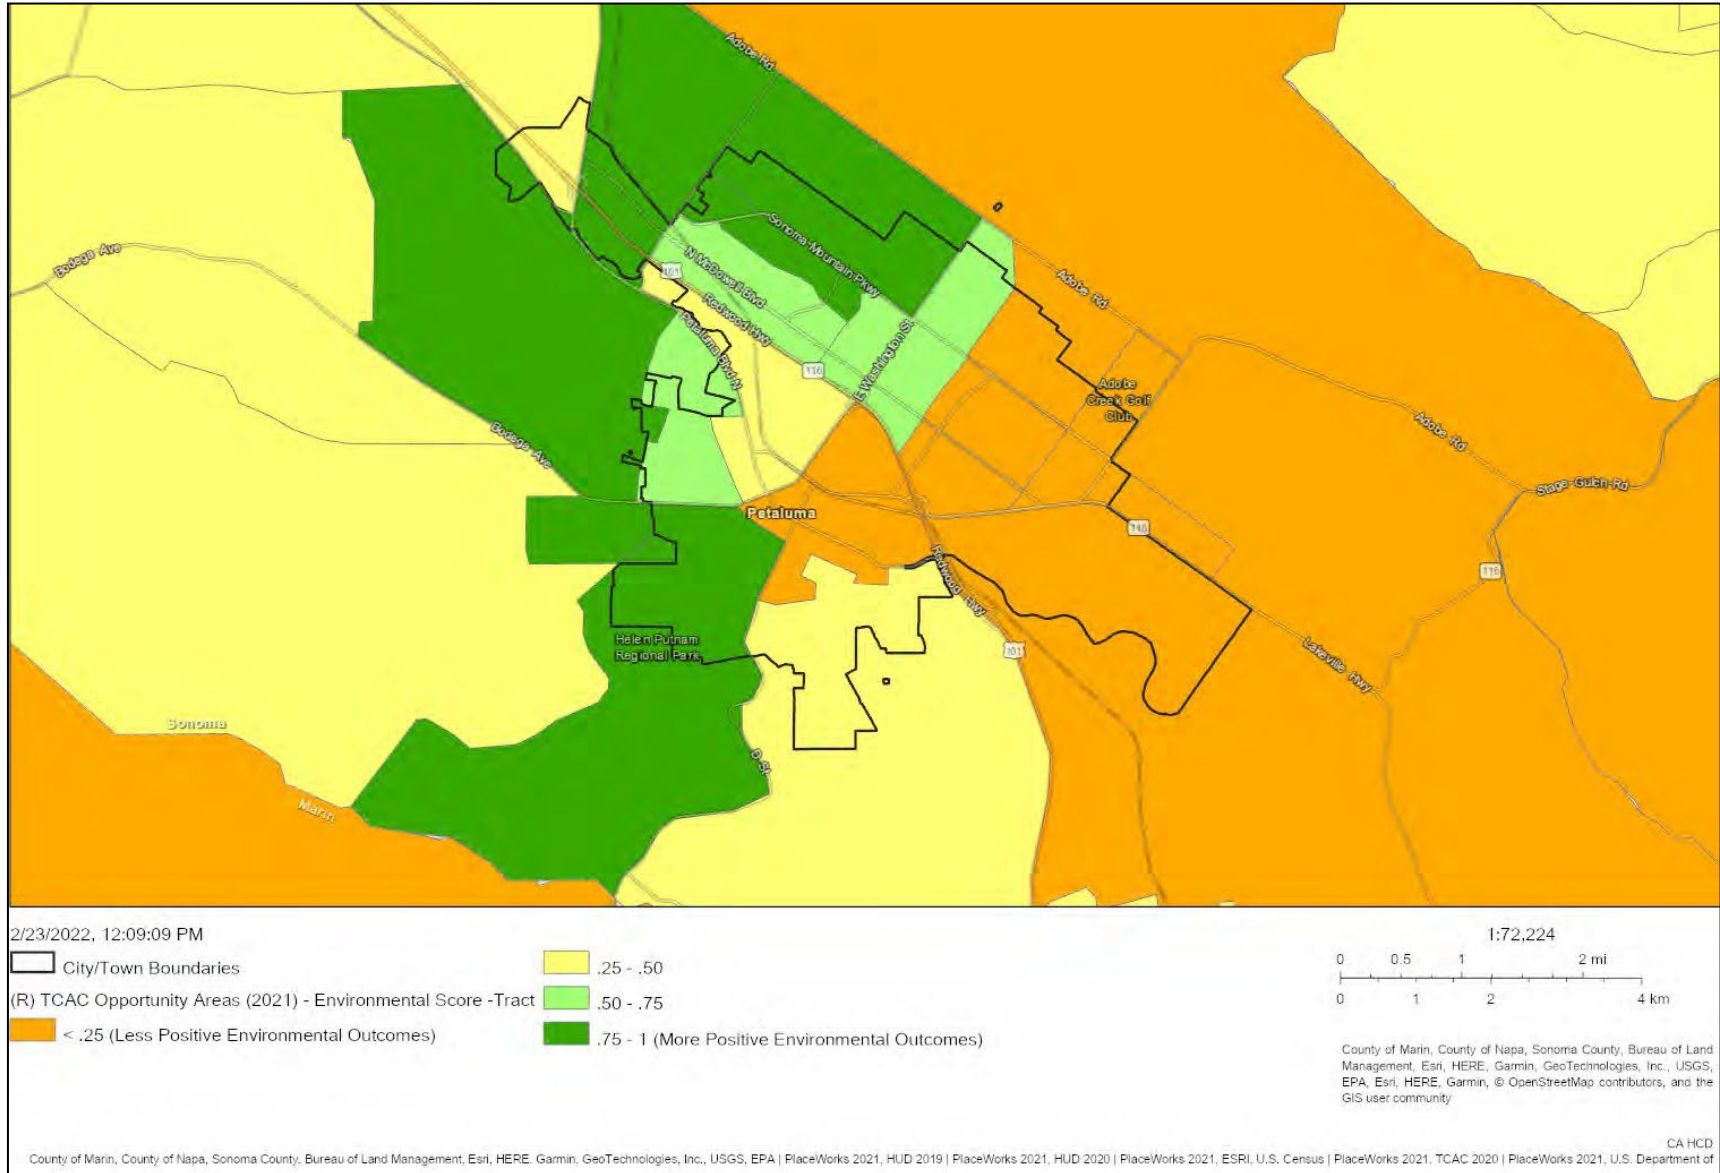 Adobe Rd
Bodega Ave
Sonoma-Mountain-Pkwy
N McDowell Blvd
101
Redwood Hwy
Petaluma Blvd N
Adobe Rd
116
E Washington St
Adobe
Creek Golf
Club
Adobe Rd
Bodega Ave
Stage-Gulch-Rd
Petaluma
116
Redwood Hwy
116
Helen Putnam
Regional Park
101
Lakeville Hwy
Sonoma
D St
Marin
2/23/2022, 12:09:09 PM
City/Town Boundaries
(R) TCAC Opportunity Areas (2021) - Environmental Score -Tract
< .25 (Less Positive Environmental Outcomes)
.25 - .50
.50 - .75
.75 - 1 (More Positive Environmental Outcomes)
1:72,224
0 0.5 1 2 mi
0 1 2 4 km
County of Marin, County of Napa, Sonoma County, Bureau of Land
Management, Esri, HERE, Garmin, GeoTechnologies, Inc., USGS,
EPA, Esri, HERE, Garmin, © OpenStreetMap contributors, and the
GIS user community
CA HCD
County of Marin, County of Napa, Sonoma County, Bureau of Land Management, Esri, HERE, Garmin, GeoTechnologies, Inc., USGS, EPA | PlaceWorks 2021, HUD 2019 | PlaceWorks 2021, HUD 2020 | PlaceWorks 2021, ESRI, U.S. Census | PlaceWorks 2021, TCAC 2020 | PlaceWorks 2021, U.S. Department of